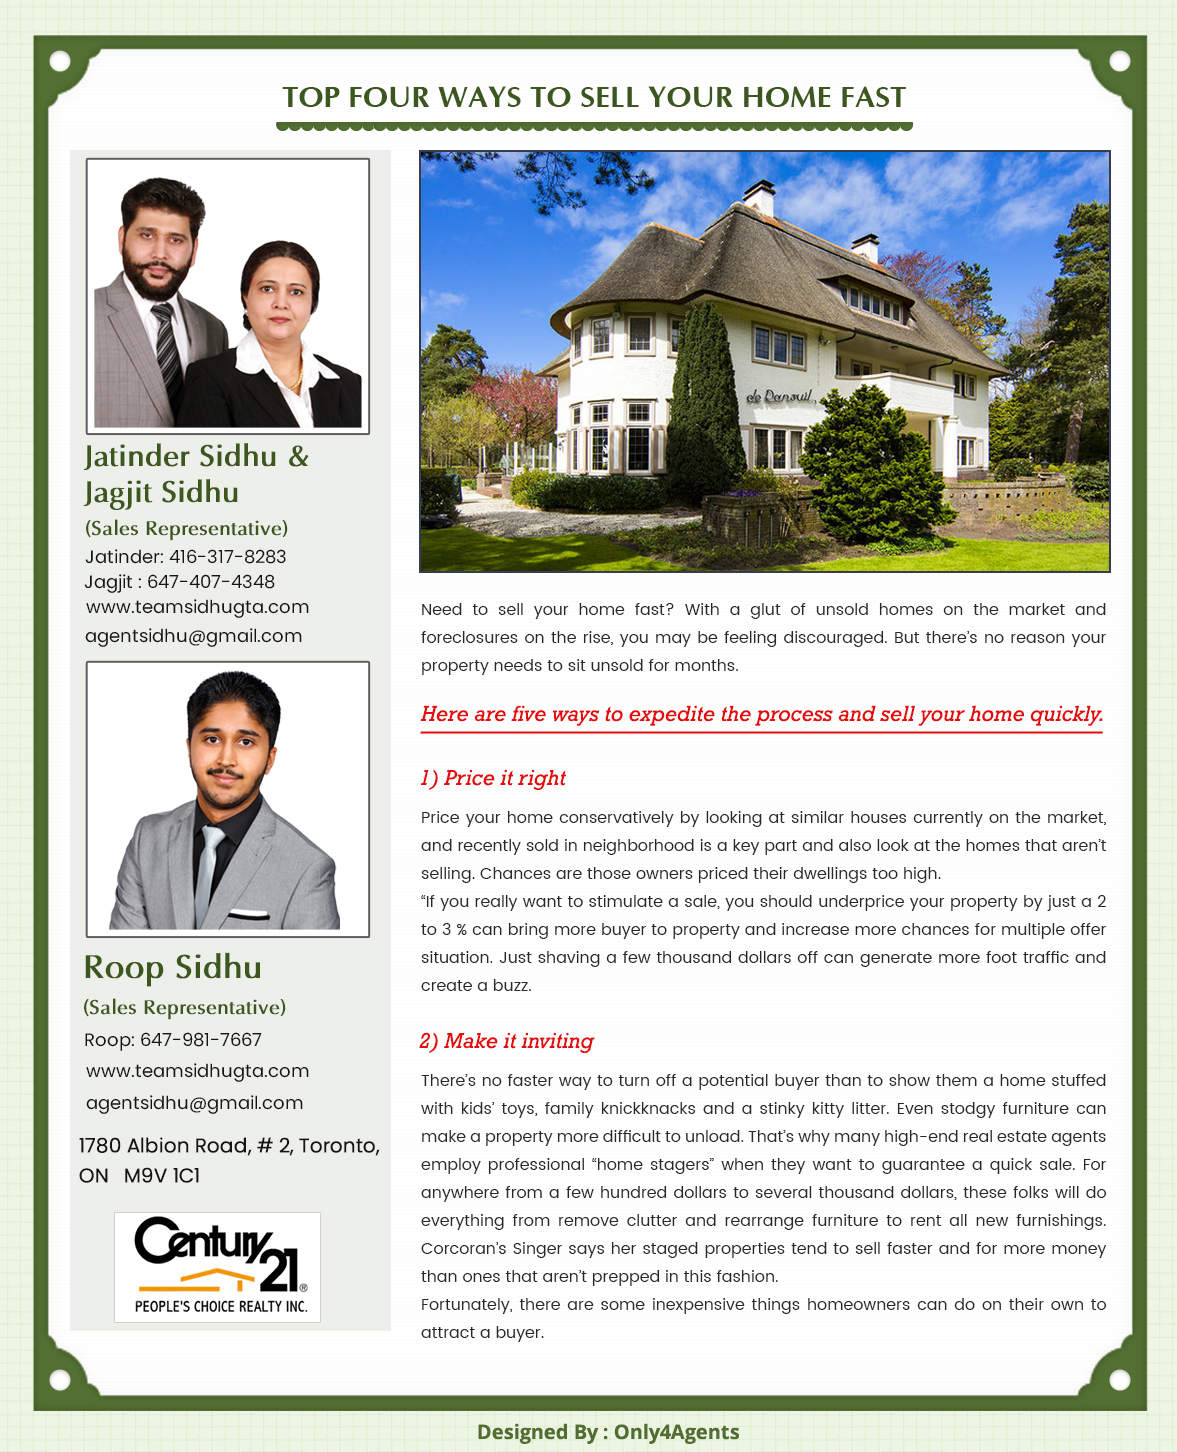 TOP FOUR WAYS TO SELL YOUR HOME FAST
Jatinder Sidhu &
Jagjit Sidhu
(Sales Representative)
Jatinder: 416-317-8283
Jagjit : 647-407-4348
www.teamsidhugta.com
agentsidhu@gmail.com
Roop Sidhu
(Sales Representative)
Roop: 647-981-7667
www.teamsidhugta.com
agentsidhu@gmail.com
1780 Albion Road, # 2, Toronto,
ON M9V 1C1
Century 21®
PEOPLE'S CHOICE REALTY INC.
Need to sell your home fast? With a glut of unsold homes on the market and
foreclosures on the rise, you may be feeling discouraged. But there's no reason your
property needs to sit unsold for months.
Here are five ways to expedite the process and sell your home quickly.
1) Price it right
Price your home conservatively by looking at similar houses currently on the market,
and recently sold in neighborhood is a key part and also look at the homes that aren't
selling. Chances are those owners priced their dwellings too high.
“If you really want to stimulate a sale, you should underprice your property by just a 2
to 3 % can bring more buyer to property and increase more chances for multiple offer
situation. Just shaving a few thousand dollars off can generate more foot traffic and
create a buzz.
2) Make it inviting
There's no faster way to turn off a potential buyer than to show them a home stuffed
with kids' toys, family knickknacks and a stinky kitty litter. Even stodgy furniture can
make a property more difficult to unload. That's why many high-end real estate agents
employ professional “home stagers” when they want to guarantee a quick sale. For
anywhere from a few hundred dollars to several thousand dollars, these folks will do
everything from remove clutter and rearrange furniture to rent all new furnishings.
Corcoran's Singer says her staged properties tend to sell faster and for more money
than ones that aren't prepped in this fashion.
Fortunately, there are some inexpensive things homeowners can do on their own to
attract a buyer.
Designed By : Only4Agents